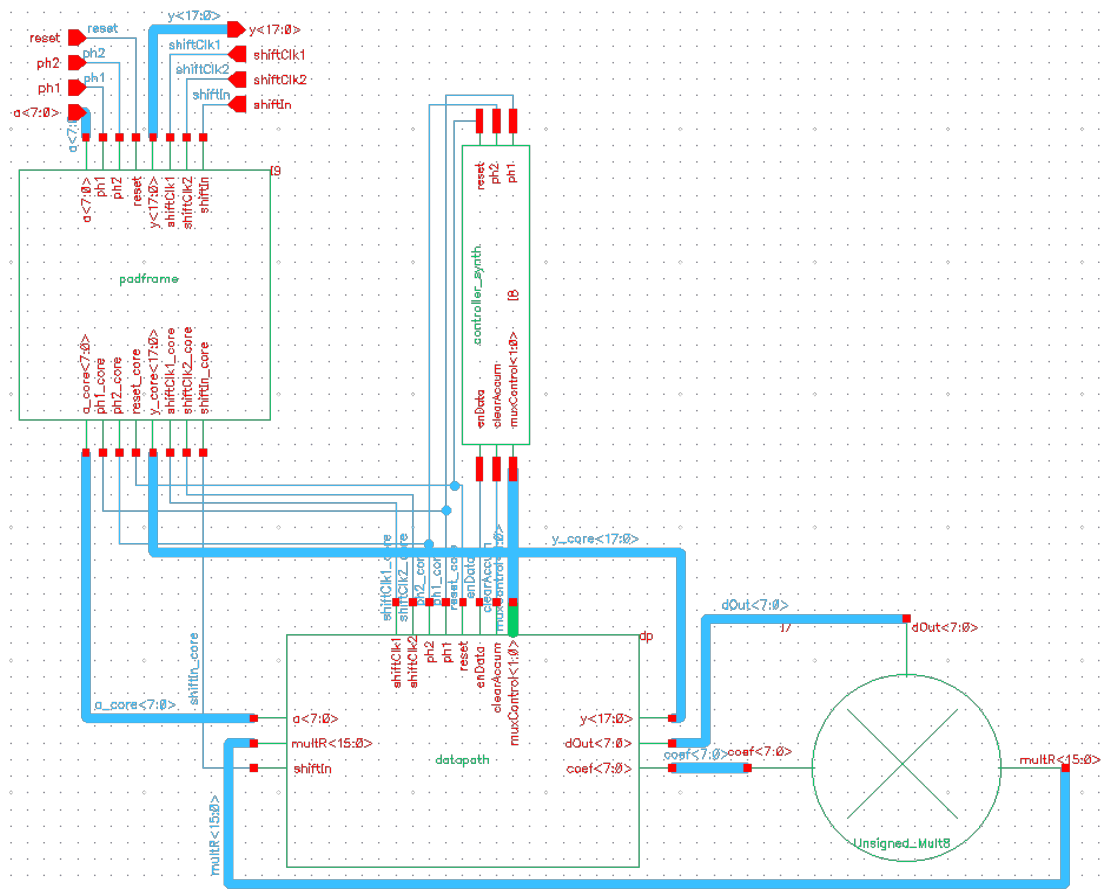 y<17:0>
reset
reset
y<17:0>
ph2
ph2
shiftClk1
shiftClk1
ph1
ph1
shiftClk2
shiftClk2
a<7:0>
shiftIn
shiftIn
a<7:0>
I9
a<7:0>
ph1
ph2
reset
y<17:0>
shiftClk1
shiftClk2
shiftIn
padframe
a_core<7:0>
ph1_core
ph2_core
reset_core
y_core<17:0>
shiftClk1_core
shiftClk2_core
shiftIn_core
reset
ph2
ph1
controller_synth
I8
enData
clearAccum
muxControl<1:0>
y_core<17:0>
shiftClk1_core
shiftClk2_core
ph2_core
ph1_core
reset_core
enData
clearAccum
muxControl<1:0>
shiftClk1
shiftClk2
ph2
ph1
reset
enData
clearAccum
muxControl<1:0>
dp
shiftIn_core
a_core<7:0>
a<7:0>
multR<15:0>
shiftIn
datapath
y<17:0>
dOut<7:0>
coef<7:0>
dOut<7:0>
I7
dOut<7:0>
coef<7:0>
coef<7:0>
multR<15:0>
Unsigned_Mult8
multR<15:0>